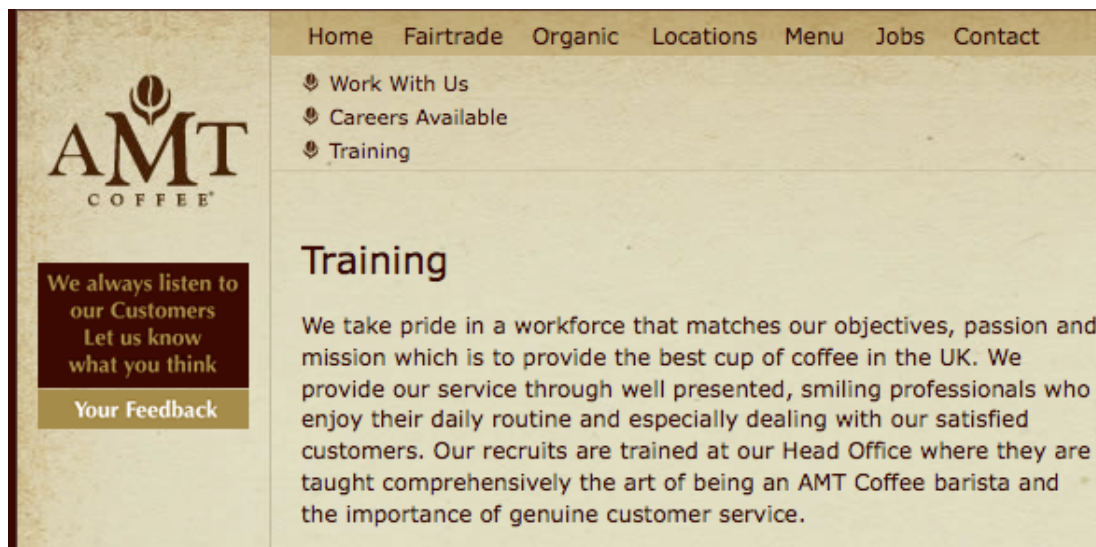 Home Fairtrade Organic Locations Menu Jobs Contact
Work With Us
Careers Available
Training
AMT
COFFEE
We always listen to
our Customers
Let us know
what you think
Your Feedback
Training
We take pride in a workforce that matches our objectives, passion and
mission which is to provide the best cup of coffee in the UK. We
provide our service through well presented, smiling professionals who
enjoy their daily routine and especially dealing with our satisfied
customers. Our recruits are trained at our Head Office where they are
taught comprehensively the art of being an AMT Coffee barista and
the importance of genuine customer service.